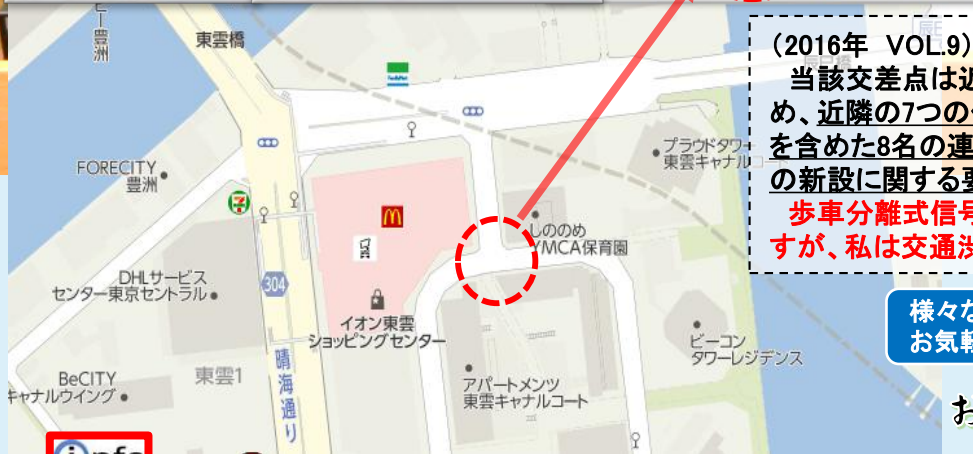 ビー豊洲
東雲橋
FamilyMart
(2016年 VOL.9)
当該交差点は近
め、近隣の7つの
を含めた8名の連
の新設に関する要
歩車分離式信号
すが、私は交通渋
プラウドタワー
東雲キャナルコート
FORECITY
豊洲
しののめ
YMCA保育園
DHLサービス
センター東京セントラル
304
イオン東雲
ショッピングセンター
様々な
お気軽
ビーコン
タワーレジデンス
BeCITY
キャナルウイング
東雲1
晴海通り
アパートメンツ
東雲キャナルコート
お
info